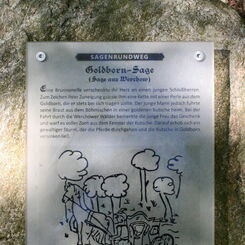 SAGENRUNDWEG
Goldborn-Sage
(Sage aus Werchow)
Eine Brunnenelfe verschenkte ihr Herz an einen jungen Schloßherren.
Zum Zeichen ihrer Zuneigung gab sie ihm eine Kette mit einer Perle aus dem
Goldborn, die er stets bei sich tragen sollte. Der junge Mann jedoch führte
seine Braut aus dem Böhmischen in einer goldenen Kutsche heim. Bei der
Fahrt durch die Werchower Wälder bemerkte die junge Frau das Geschenk
und warf es voller Zorn aus dem Fenster der Kutsche. Darauf erhob sich ein
gewaltiger Sturm, der die Pferde durchgehen und die Kutsche in Goldborn
versinken ließ.